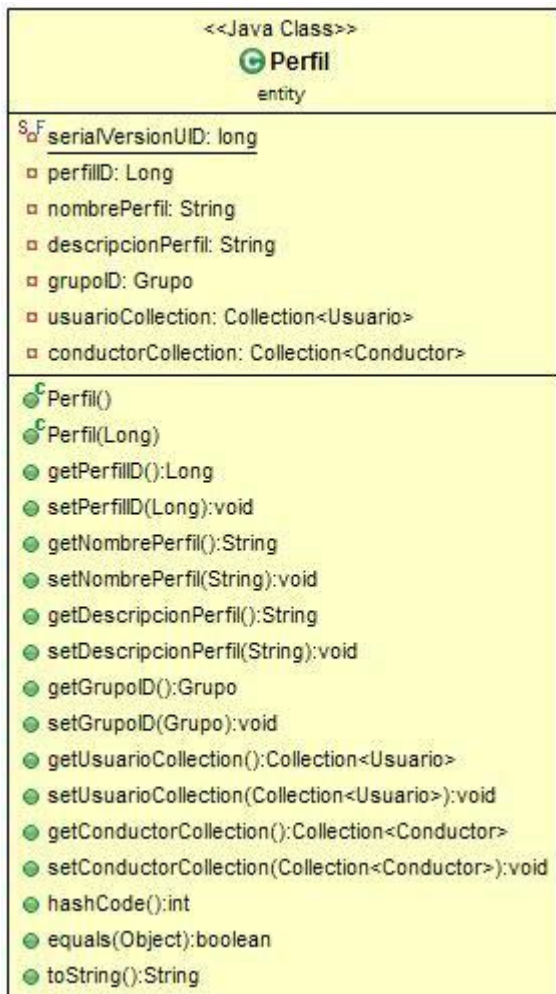 <<Java Class>>
C Perfil
entity
S F serialVersionUID: long
perfilID: Long
nombrePerfil: String
descripcionPerfil: String
grupoID: Grupo
usuarioCollection: Collection<Usuario>
conductorCollection: Collection<Conductor>
C Perfil()
C Perfil(Long)
getPerfilID():Long
setPerfilID(Long):void
getNombrePerfil():String
setNombrePerfil(String):void
getDescripcionPerfil():String
setDescripcionPerfil(String):void
getGrupoID():Grupo
setGrupoID(Grupo):void
getUsuarioCollection():Collection<Usuario>
setUsuarioCollection(Collection<Usuario>):void
getConductorCollection():Collection<Conductor>
setConductorCollection(Collection<Conductor>):void
hashCode():int
equals(Object):boolean
toString():String